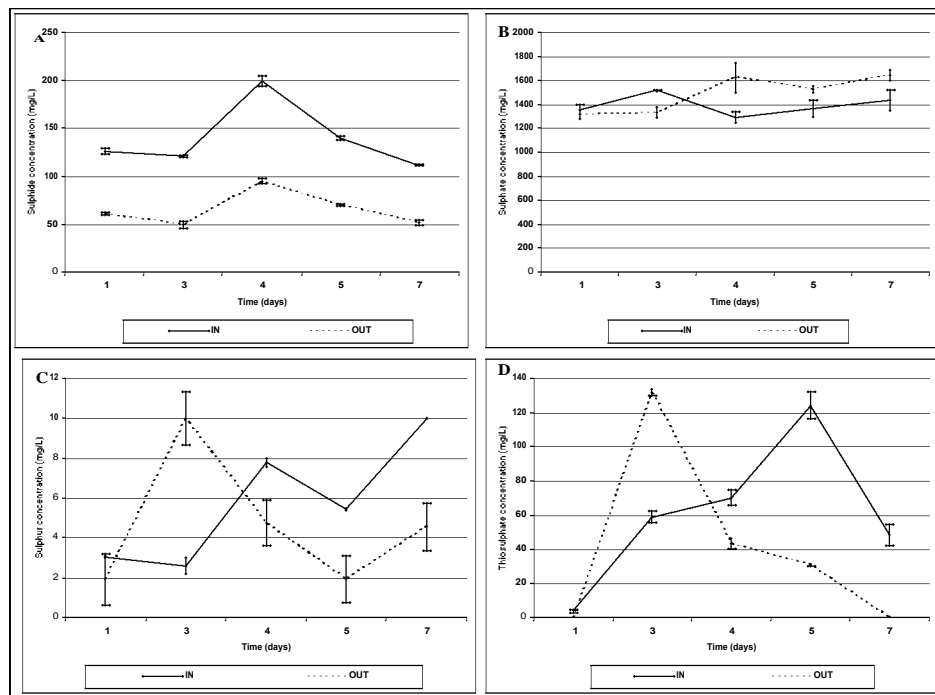 A
Sulphide concentration (mg/L)
250
200
150
100
50
0
1 3 4 5 7
Time (days)
IN OUT
B
Sulphate concentration (mg/L)
2000
1800
1600
1400
1200
1000
800
600
400
200
0
1 3 4 5 7
Time (days)
IN OUT
C
Sulphur concentration (mg/L)
12
10
8
6
4
2
0
1 3 4 5 7
Time (days)
IN OUT
D
Thiosulphate concentration (mg/L)
140
120
100
80
60
40
20
0
1 3 4 5 7
Time (days)
IN OUT